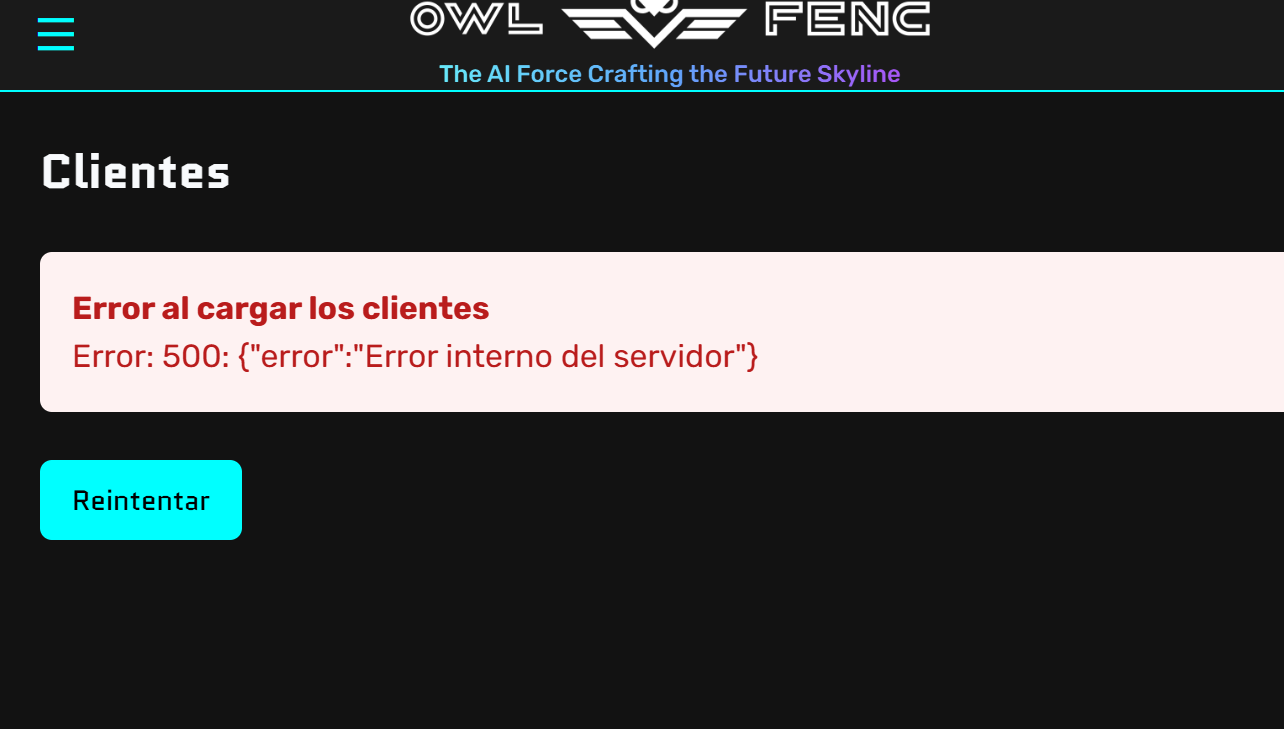 OWL FENC
The AI Force Crafting the Future Skyline
Clientes
Error al cargar los clientes
Error: 500: {"error":"Error interno del servidor"}
Reintentar